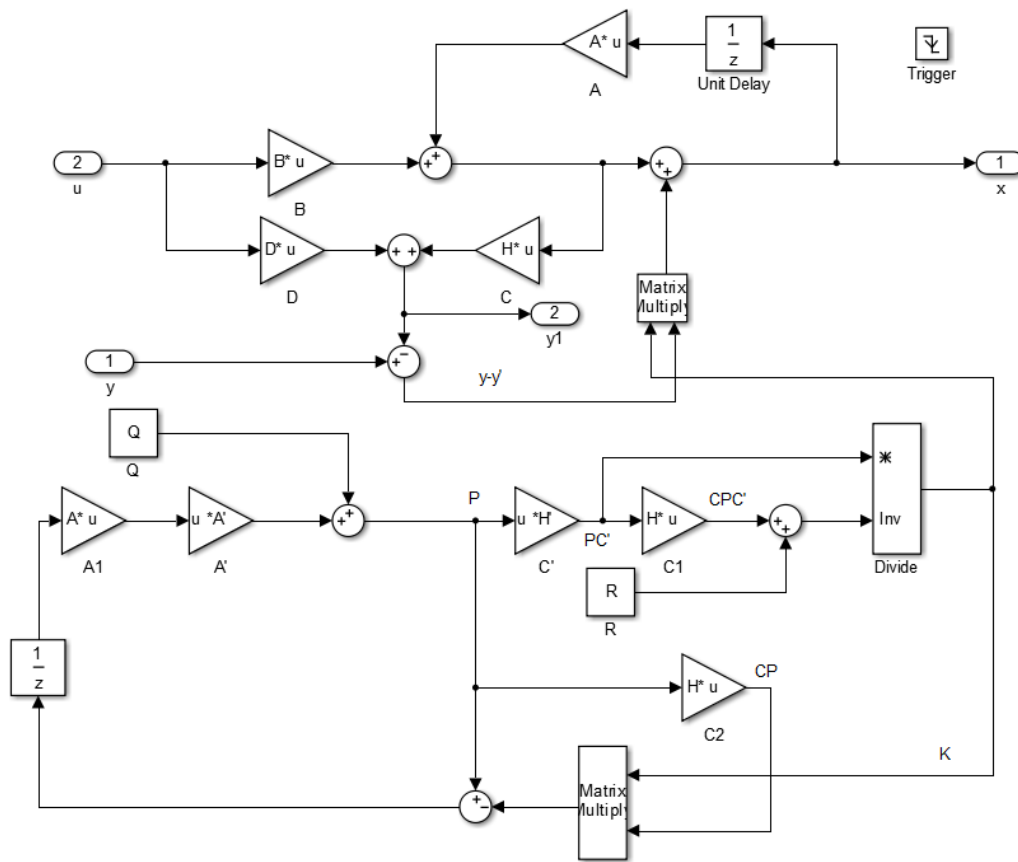 A* u
1
z
A
Unit Delay
Trigger
2
u
B* u
B
+ +
+ +
1
x
D* u
D
+ +
H* u
C
Matrix
Multiply
2
y1
1
y
+ −
y-y'
Q
Q
A* u
A1
u *A'
A'
+ +
P
u *H'
C'
PC'
H* u
C1
CPC'
+ +
R
R
*
Inv
Divide
1
z
H* u
C2
CP
K
Matrix
Multiply
+ −